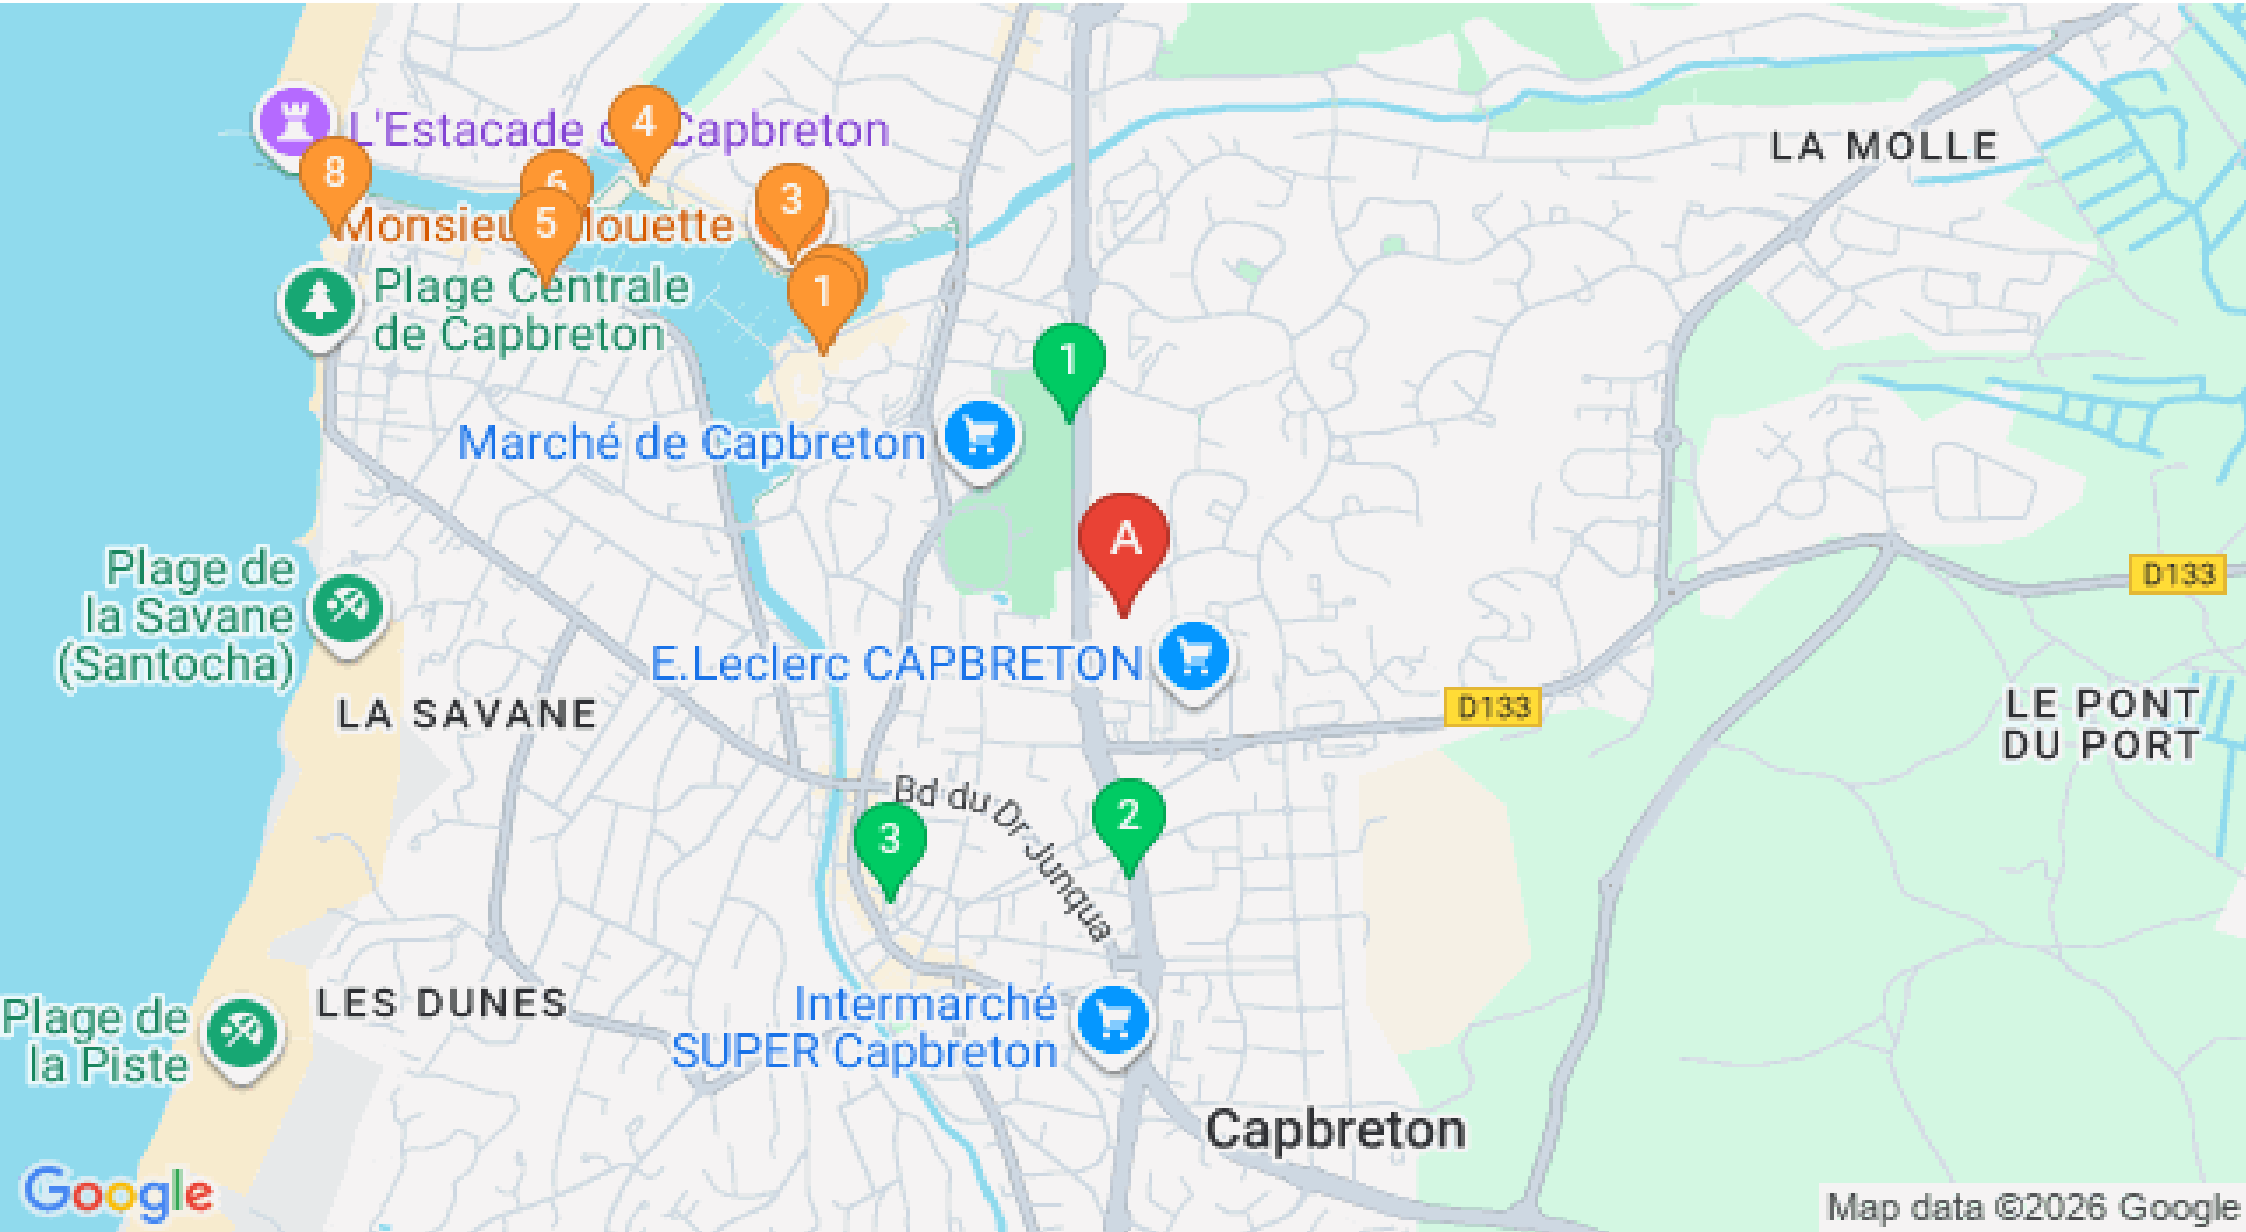 L'Estacade de Capbreton
4
8
6
3
Monsieur Mouette
5
1
Plage Centrale
de Capbreton
LA MOLLE
1
Marché de Capbreton
A
Plage de
la Savane
(Santocha)
D133
E.Leclerc CAPBRETON
LA SAVANE
D133
LE PONT
DU PORT
Bd du Dr Junqua
2
3
Plage de
la Piste
LES DUNES
Intermarché
SUPER Capbreton
Capbreton
Google
Map data ©2026 Google